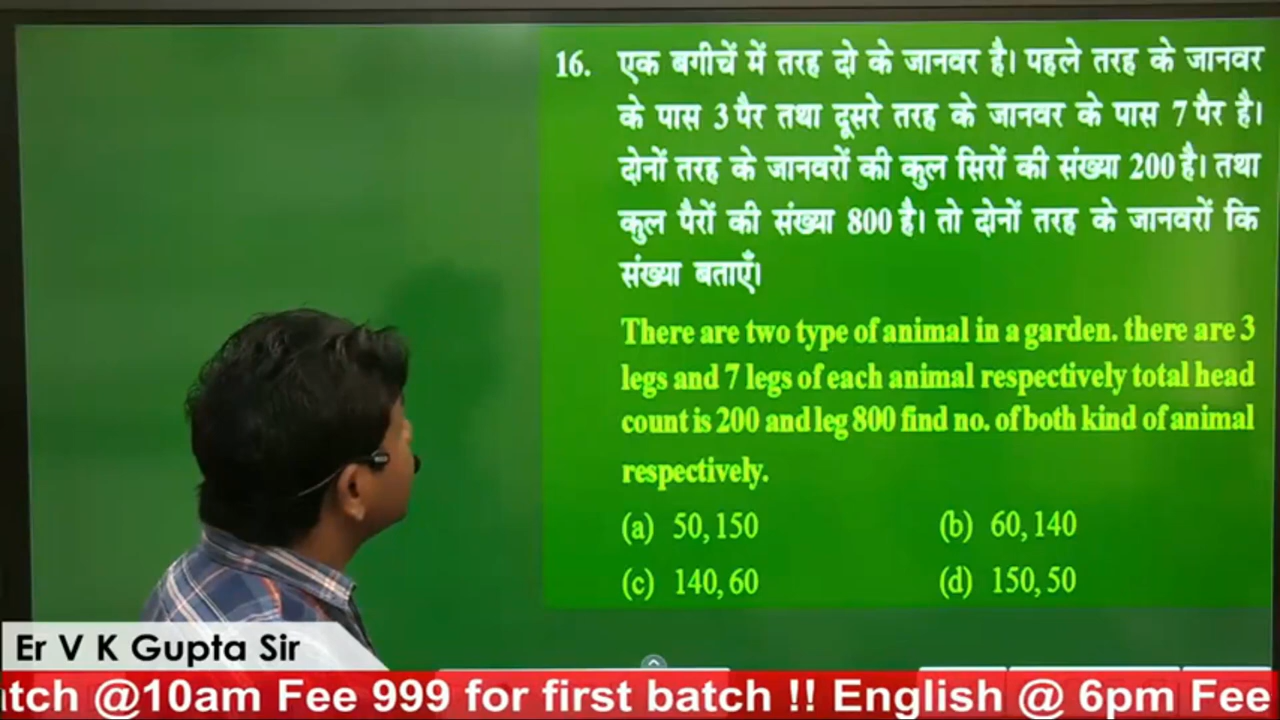 16. एक बगीचें में तरह दो के जानवर है। पहले तरह के जानवर
के पास 3 पैर तथा दूसरे तरह के जानवर के पास 7 पैर है।
दोनों तरह के जानवरों की कुल सिरों की संख्या 200 है। तथा
कुल पैरों की संख्या 800 है। तो दोनों तरह के जानवरों कि
संख्या बताएँ।
There are two type of animal in a garden. there are 3
legs and 7 legs of each animal respectively total head
count is 200 and leg 800 find no. of both kind of animal
respectively.
(a) 50, 150 (b) 60, 140
(c) 140, 60 (d) 150, 50
Er V K Gupta Sir
tch @10am Fee 999 for first batch !! English @ 6pm Fee